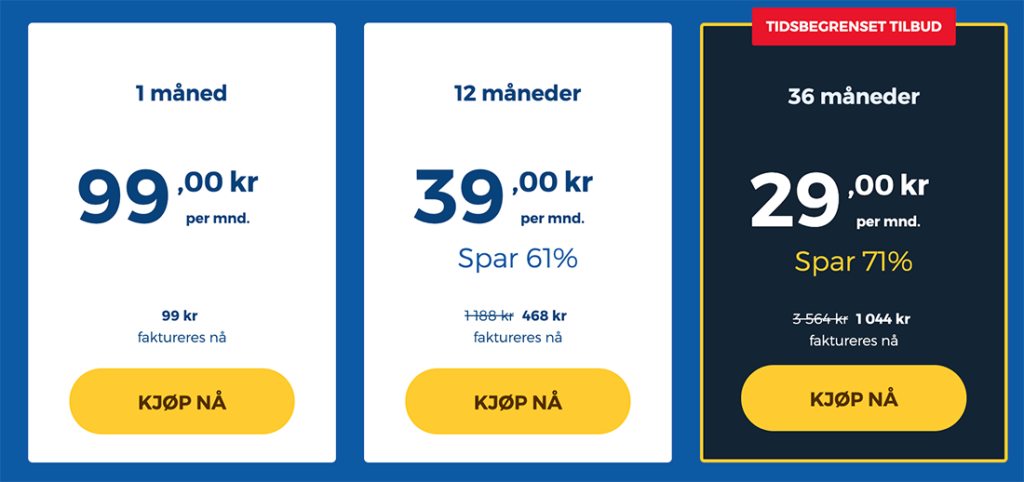 1 måned
99,00 kr
per mnd.
99 kr
faktureres nå
KJØP NÅ
12 måneder
39,00 kr
per mnd.
Spar 61%
1 188 kr 468 kr
faktureres nå
KJØP NÅ
TIDSBEGRENSET TILBUD
36 måneder
29,00 kr
per mnd.
Spar 71%
3 564 kr 1 044 kr
faktureres nå
KJØP NÅ